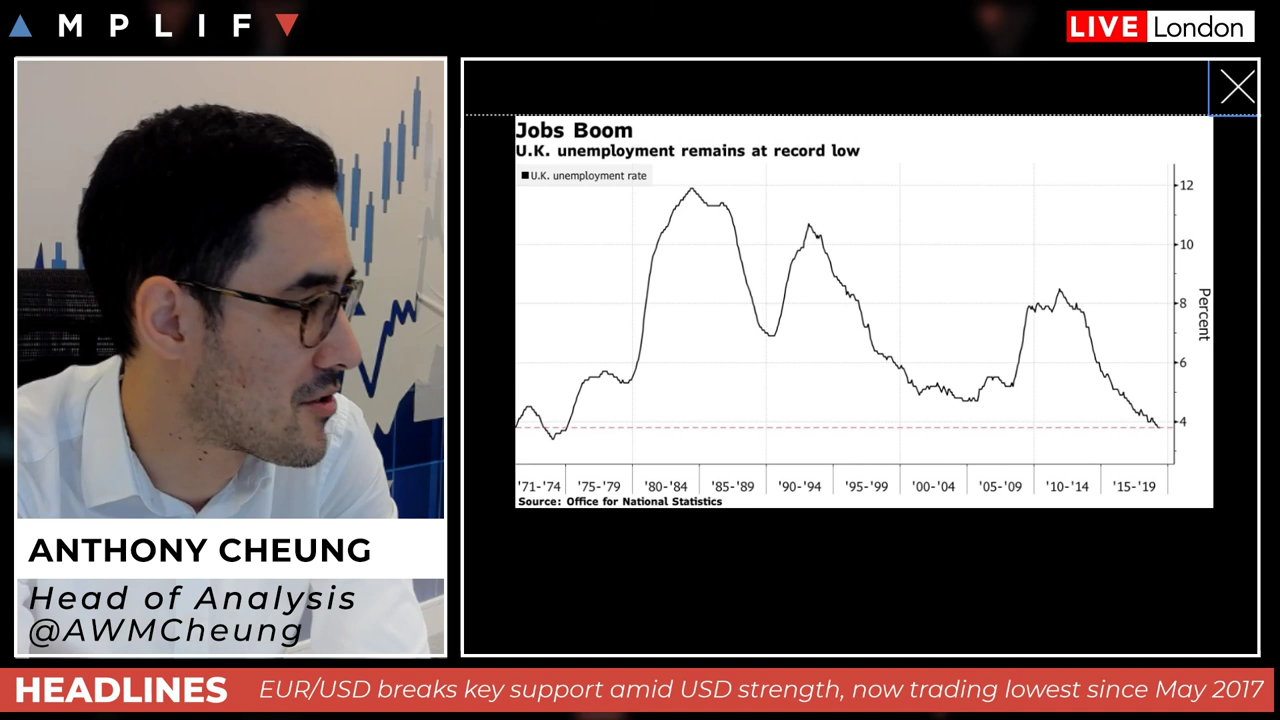 ▲ M P L I F ▼
LIVE London
Jobs Boom
U.K. unemployment remains at record low
U.K. unemployment rate
12
10
8
6
4
Percent
'71-'74 '75-'79 '80-'84 '85-'89 '90-'94 '95-'99 '00-'04 '05-'09 '10-'14 '15-'19
Source: Office for National Statistics
ANTHONY CHEUNG
Head of Analysis
@AWMCheung
HEADLINES EUR/USD breaks key support amid USD strength, now trading lowest since May 2017